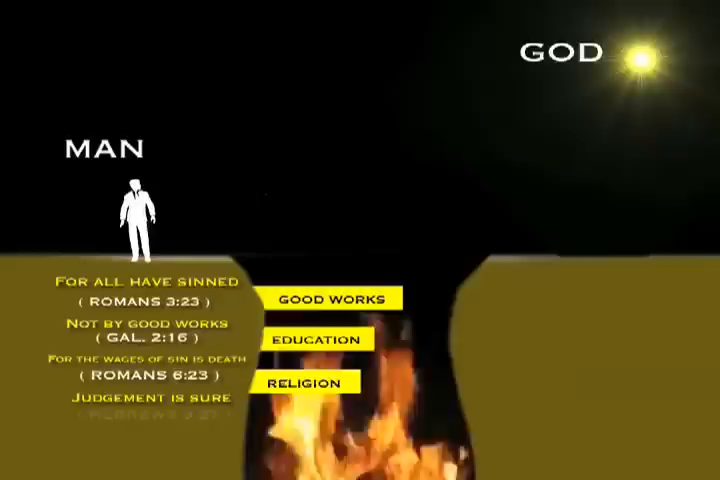 GOD
MAN
FOR ALL HAVE SINNED
( ROMANS 3:23 )
NOT BY GOOD WORKS
( GAL. 2:16 )
FOR THE WAGES OF SIN IS DEATH
( ROMANS 6:23 )
JUDGEMENT IS SURE
GOOD WORKS
EDUCATION
RELIGION